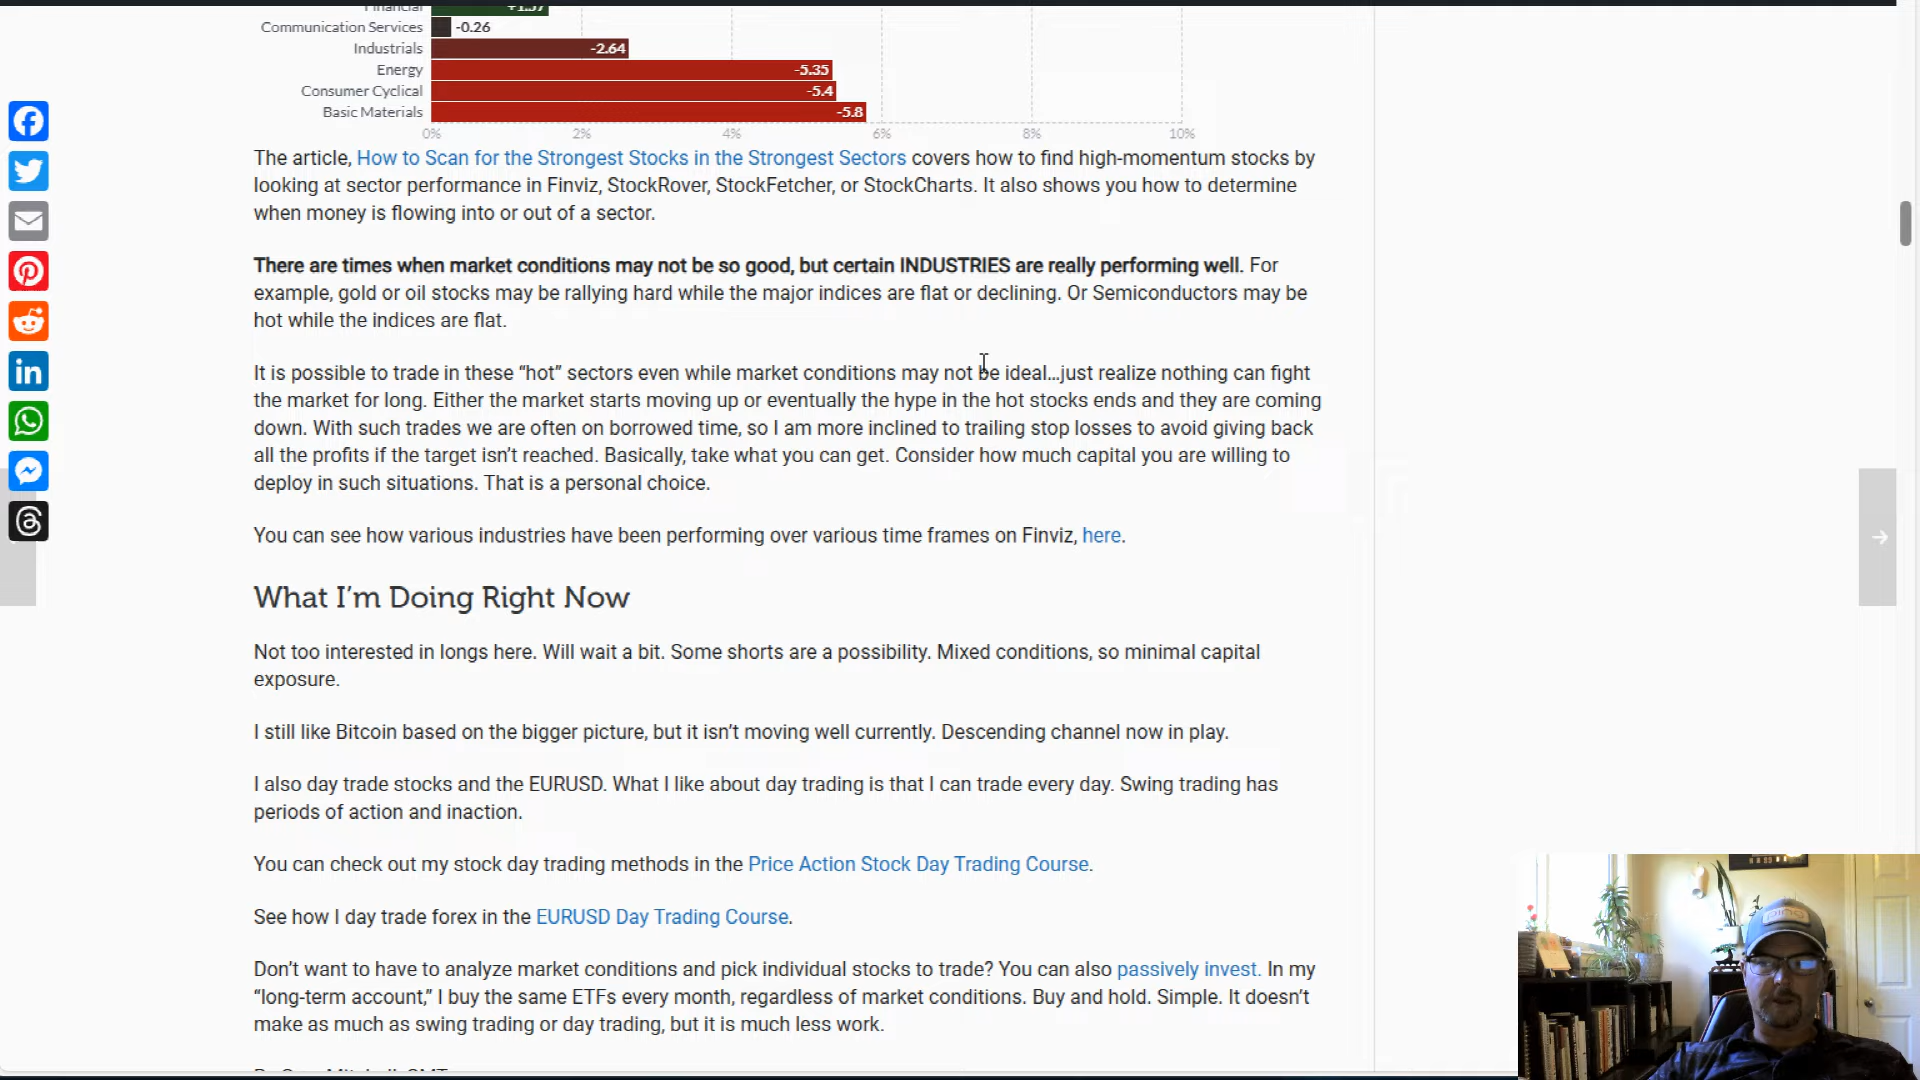 Financial +1.57
Communication Services -0.26
Industrials -2.64
Energy -5.35
Consumer Cyclical -5.4
Basic Materials -5.8
0% 2% 4% 6% 8% 10%
The article, How to Scan for the Strongest Stocks in the Strongest Sectors covers how to find high-momentum stocks by
looking at sector performance in Finviz, StockRover, StockFetcher, or StockCharts. It also shows you how to determine
when money is flowing into or out of a sector.
There are times when market conditions may not be so good, but certain INDUSTRIES are really performing well. For
example, gold or oil stocks may be rallying hard while the major indices are flat or declining. Or Semiconductors may be
hot while the indices are flat.
It is possible to trade in these “hot” sectors even while market conditions may not be ideal…just realize nothing can fight
the market for long. Either the market starts moving up or eventually the hype in the hot stocks ends and they are coming
down. With such trades we are often on borrowed time, so I am more inclined to trailing stop losses to avoid giving back
all the profits if the target isn’t reached. Basically, take what you can get. Consider how much capital you are willing to
deploy in such situations. That is a personal choice.
You can see how various industries have been performing over various time frames on Finviz, here.
What I’m Doing Right Now
Not too interested in longs here. Will wait a bit. Some shorts are a possibility. Mixed conditions, so minimal capital
exposure.
I still like Bitcoin based on the bigger picture, but it isn’t moving well currently. Descending channel now in play.
I also day trade stocks and the EURUSD. What I like about day trading is that I can trade every day. Swing trading has
periods of action and inaction.
You can check out my stock day trading methods in the Price Action Stock Day Trading Course.
See how I day trade forex in the EURUSD Day Trading Course.
Don’t want to have to analyze market conditions and pick individual stocks to trade? You can also passively invest. In my
“long-term account,” I buy the same ETFs every month, regardless of market conditions. Buy and hold. Simple. It doesn’t
make as much as swing trading or day trading, but it is much less work.
PING